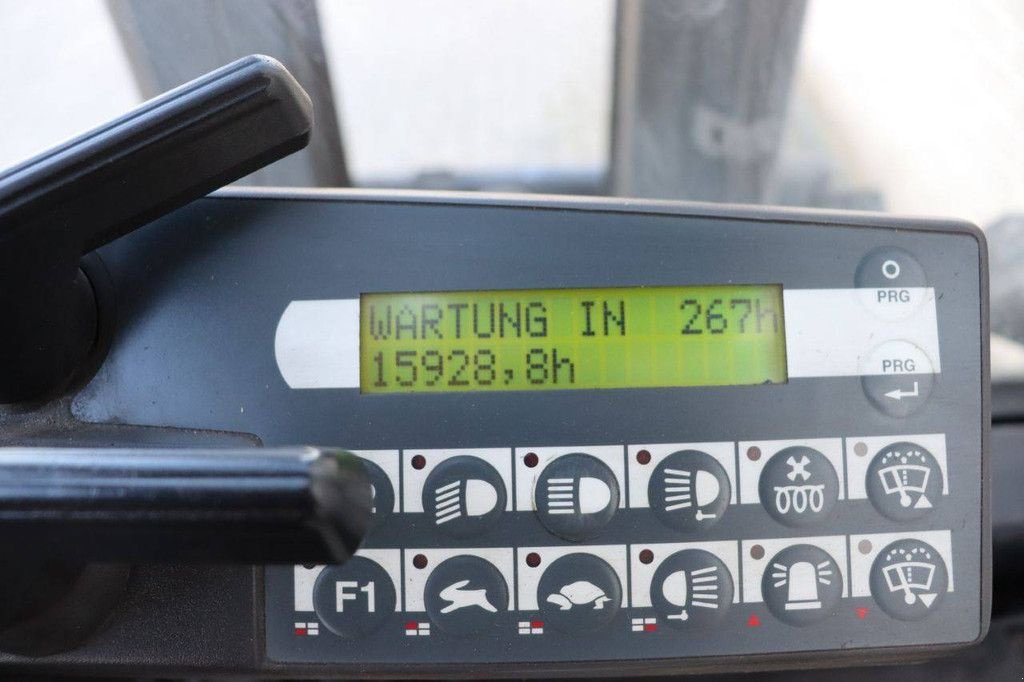 WARTUNG IN 267h
15928,8h
PRG
PRG
F1